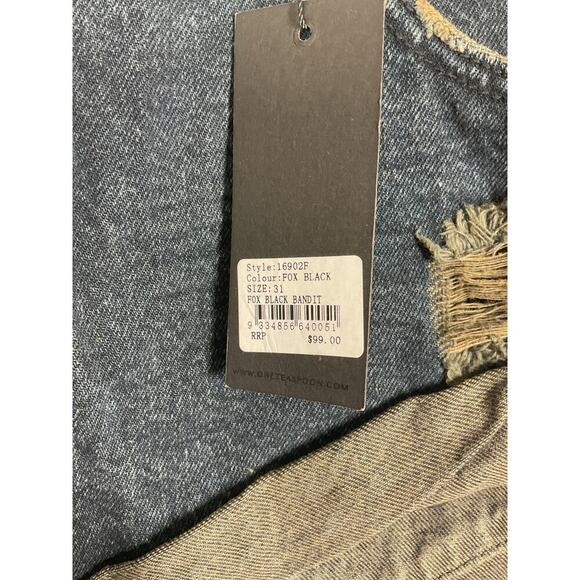 Style:16902F
Colour:FOX BLACK
SIZE:31
FOX BLACK BANDIT
9 334856 640051
RRP $99.00
WWW.ONETEASPOON.COM